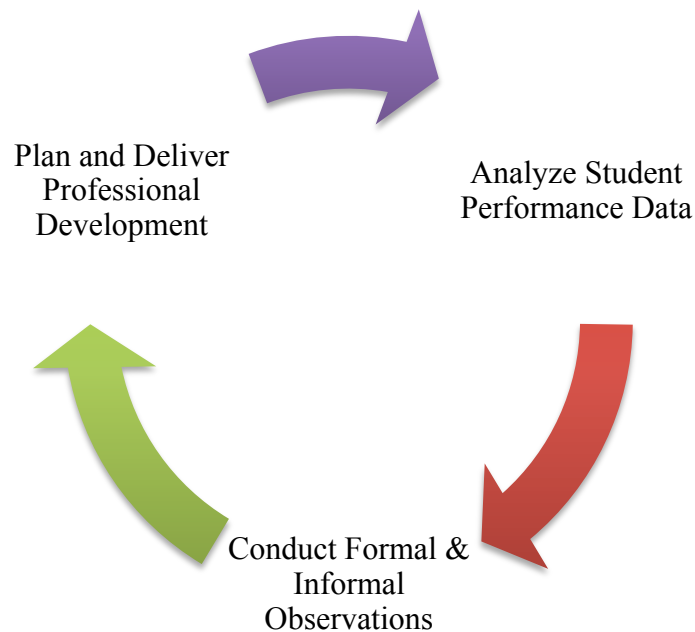 Plan and Deliver
Professional
Development
Analyze Student
Performance Data
Conduct Formal &
Informal
Observations